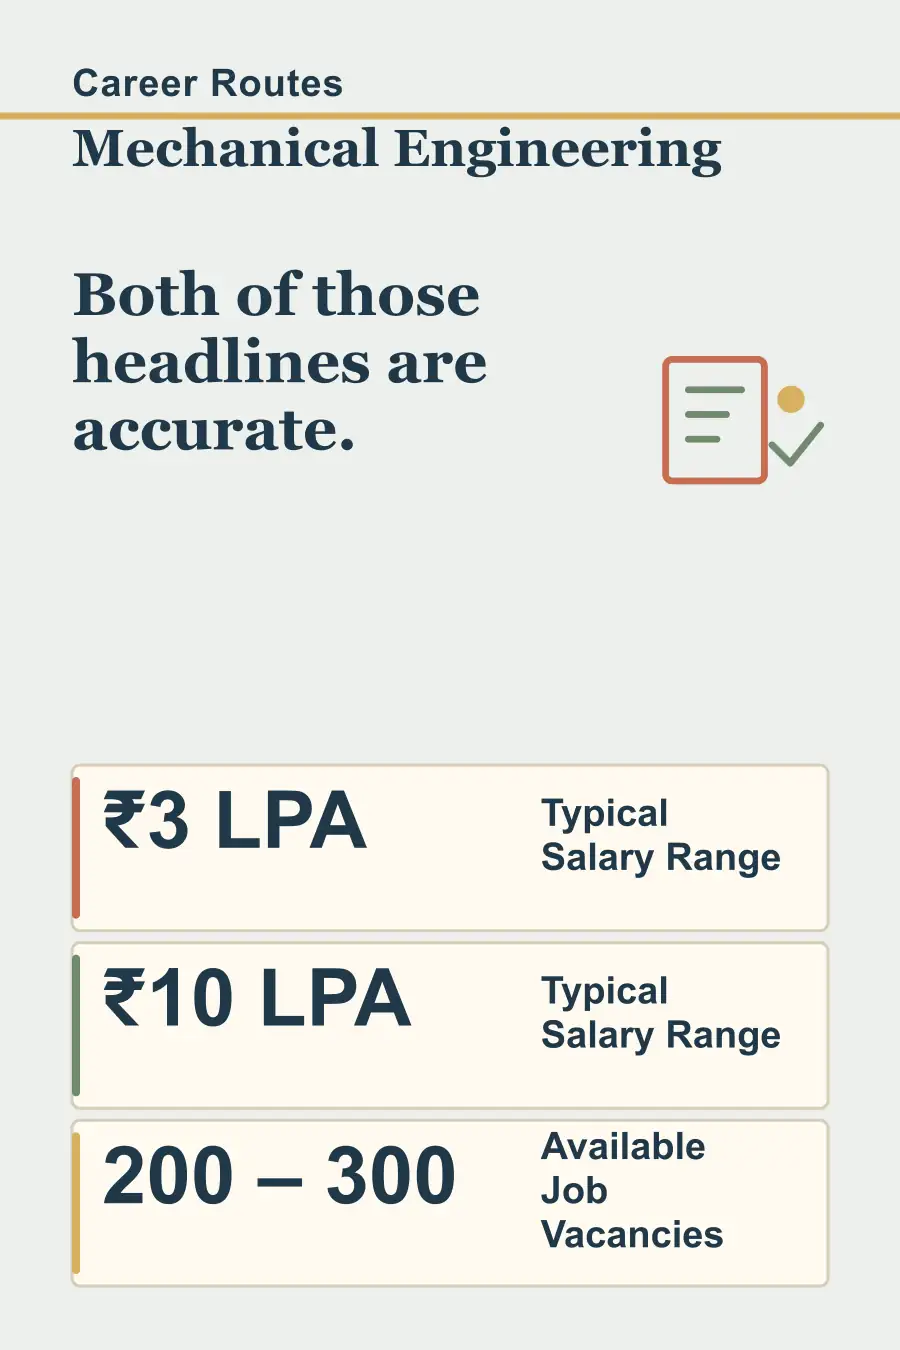 Career Routes
Mechanical Engineering
Both of those
headlines are
accurate.
₹3 LPA
Typical
Salary Range
₹10 LPA
Typical
Salary Range
200 – 300
Available
Job
Vacancies